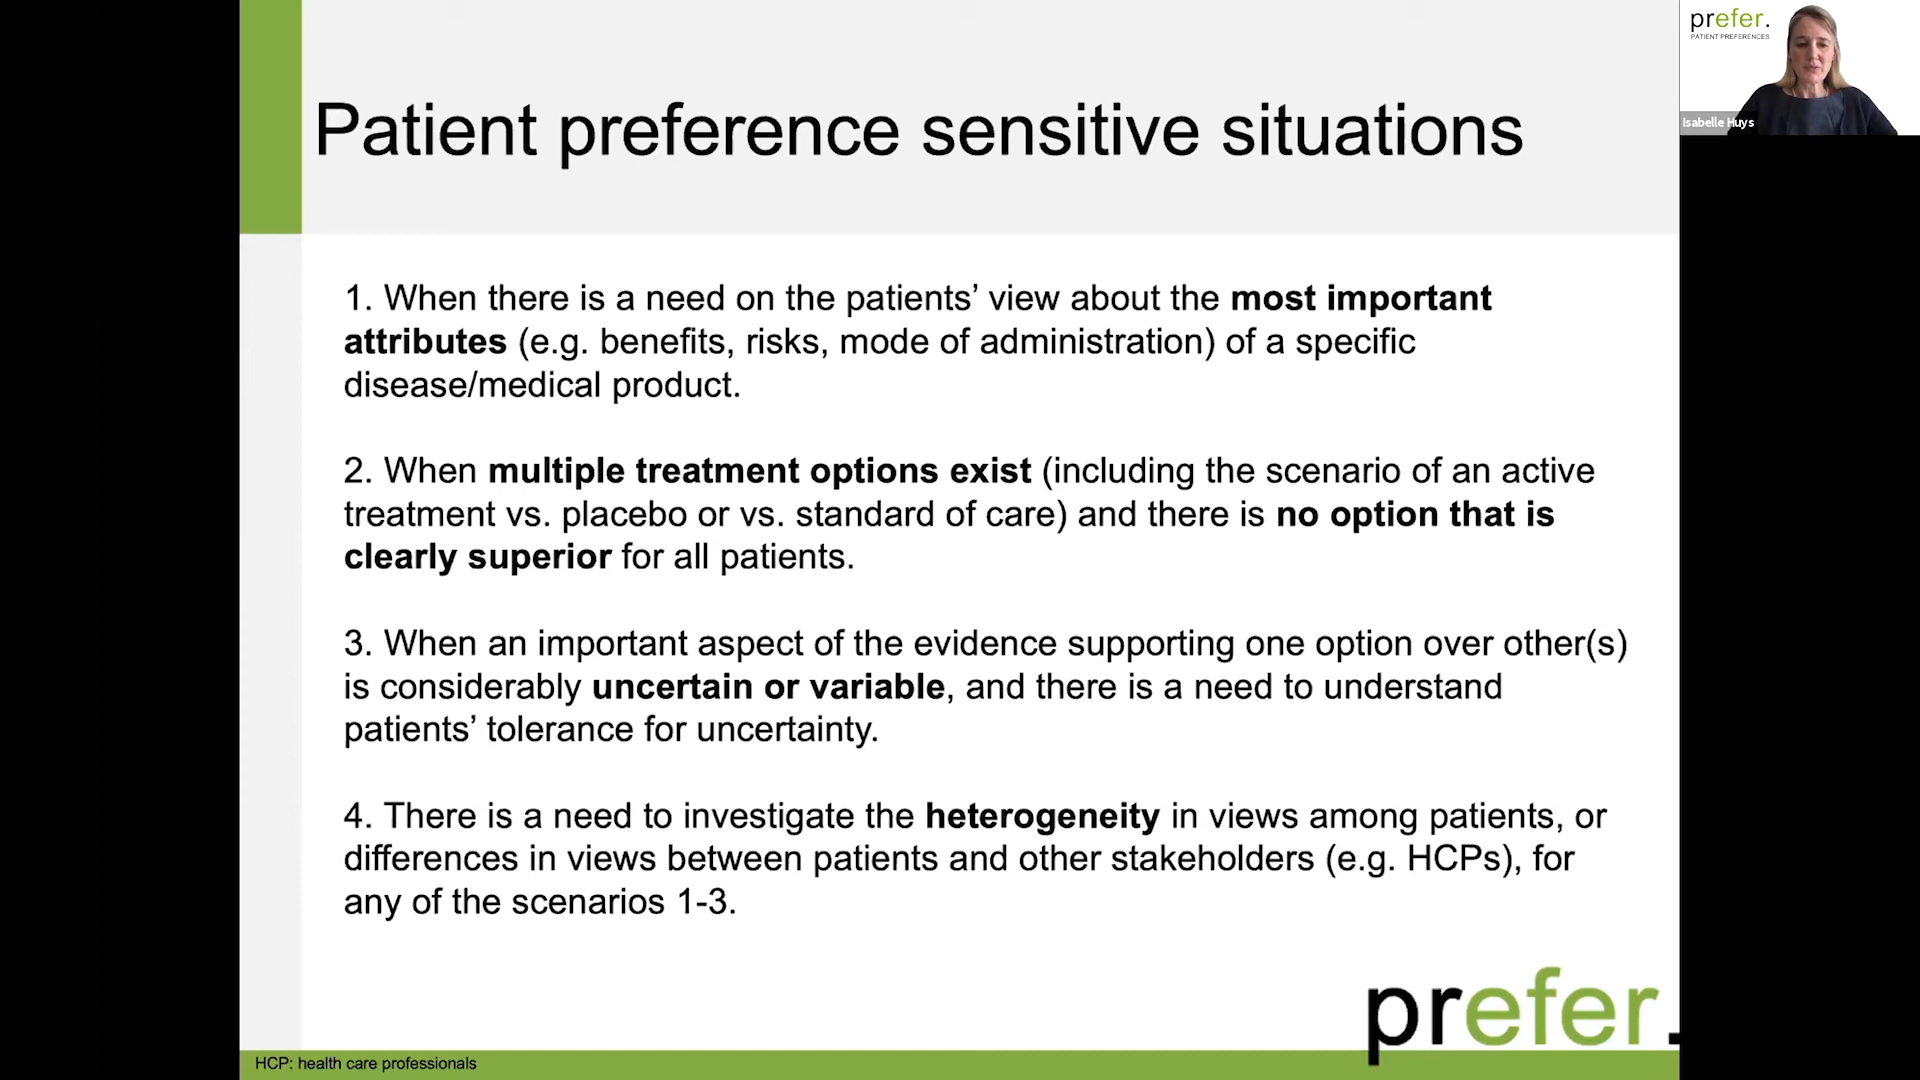 Patient preference sensitive situations
prefer.
PATIENT PREFERENCES
Isabelle Huys
1. When there is a need on the patients’ view about the most important
attributes (e.g. benefits, risks, mode of administration) of a specific
disease/medical product.
2. When multiple treatment options exist (including the scenario of an active
treatment vs. placebo or vs. standard of care) and there is no option that is
clearly superior for all patients.
3. When an important aspect of the evidence supporting one option over other(s)
is considerably uncertain or variable, and there is a need to understand
patients’ tolerance for uncertainty.
4. There is a need to investigate the heterogeneity in views among patients, or
differences in views between patients and other stakeholders (e.g. HCPs), for
any of the scenarios 1-3.
prefer.
HCP: health care professionals